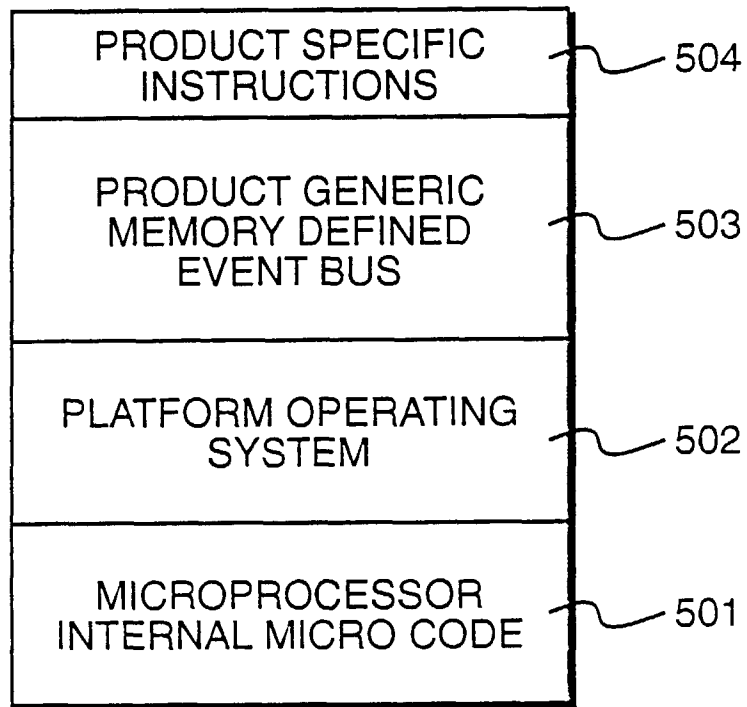 PRODUCT SPECIFIC
INSTRUCTIONS
504
PRODUCT GENERIC
MEMORY DEFINED
EVENT BUS
503
PLATFORM OPERATING
SYSTEM
502
MICROPROCESSOR
INTERNAL MICRO CODE
501